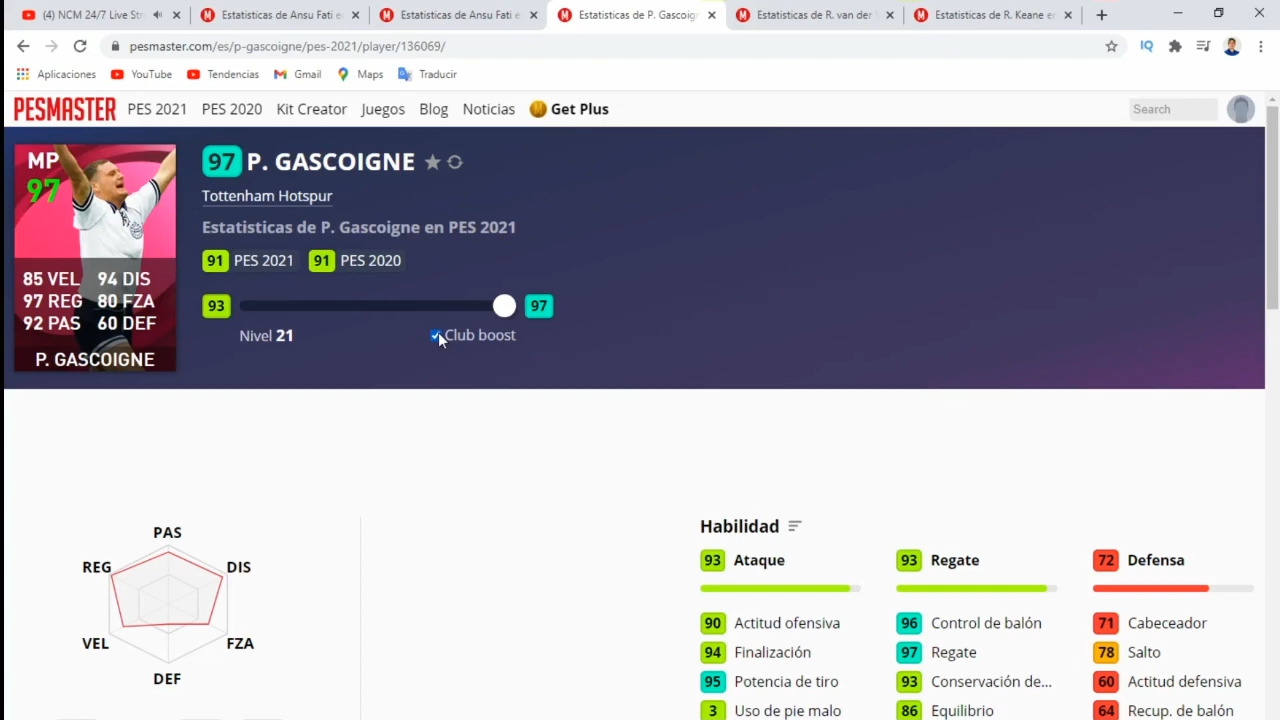 (4) NCM 24/7 Live Str
Estatisticas de Ansu Fati e
Estatisticas de Ansu Fati e
Estatisticas de P. Gascoign
Estatisticas de R. van der
Estatisticas de R. Keane en
pesmaster.com/es/p-gascoigne/pes-2021/player/136069/
IQ
Aplicaciones
YouTube
Tendencias
Gmail
Maps
Traducir
PESMASTER
PES 2021
PES 2020
Kit Creator
Juegos
Blog
Noticias
Get Plus
Search
MP
97
85 VEL 94 DIS
97 REG 80 FZA
92 PAS 60 DEF
P. GASCOIGNE
97 P. GASCOIGNE
Tottenham Hotspur
Estatisticas de P. Gascoigne en PES 2021
91 PES 2021 91 PES 2020
93 97
Nivel 21
Club boost
PAS
REG
DIS
VEL
FZA
DEF
Habilidad
93 Ataque
90 Actitud ofensiva
94 Finalización
95 Potencia de tiro
3 Uso de pie malo
93 Regate
96 Control de balón
97 Regate
93 Conservación de...
86 Equilibrio
72 Defensa
71 Cabeceador
78 Salto
60 Actitud defensiva
64 Recup. de balón